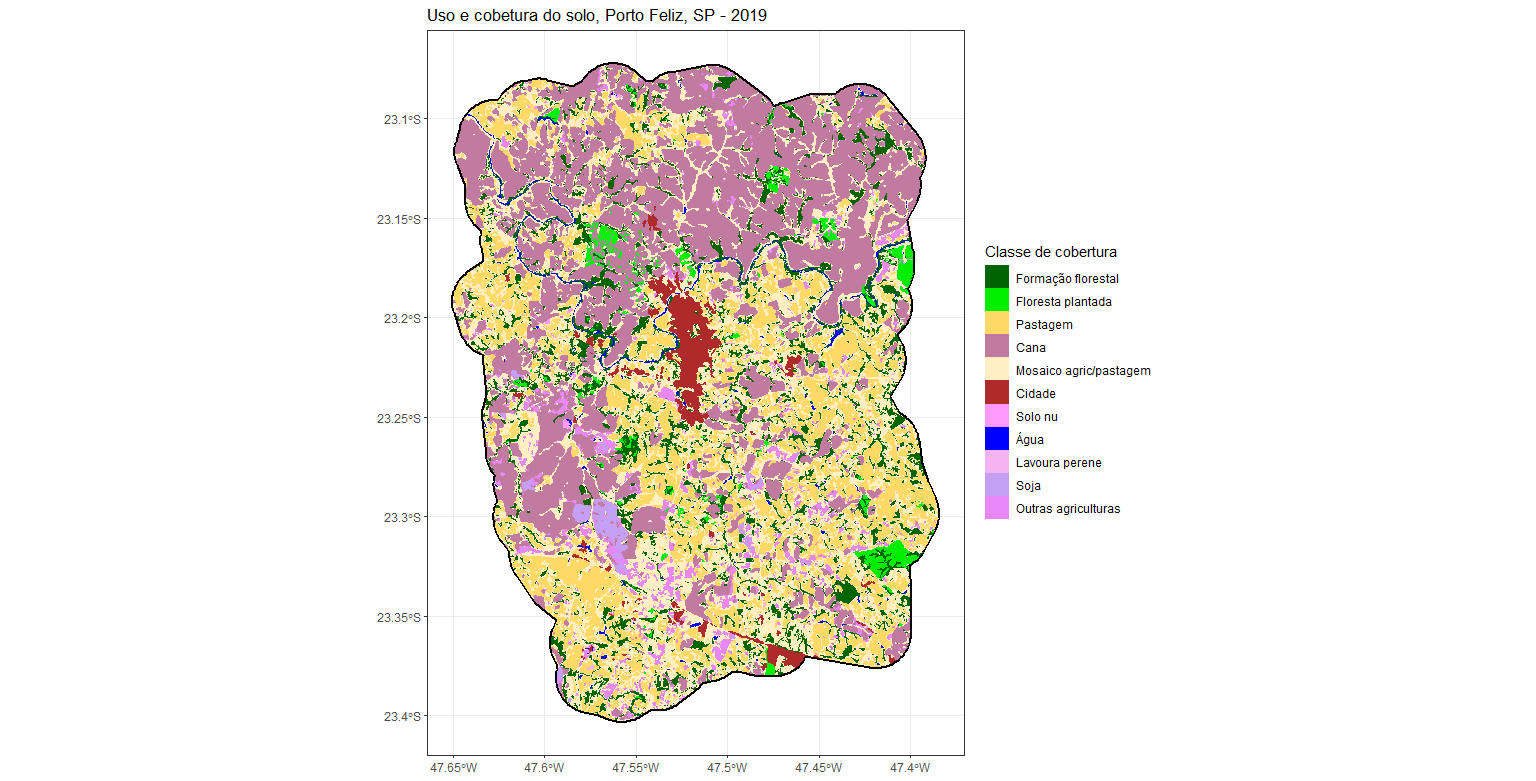 Uso e cobetura do solo, Porto Feliz, SP - 2019
23.1°S
23.15°S
23.2°S
23.25°S
23.3°S
23.35°S
23.4°S
47.65°W
47.6°W
47.55°W
47.5°W
47.45°W
47.4°W
Classe de cobertura
Formação florestal
Floresta plantada
Pastagem
Cana
Mosaico agric/pastagem
Cidade
Solo nu
Água
Lavoura perene
Soja
Outras agriculturas